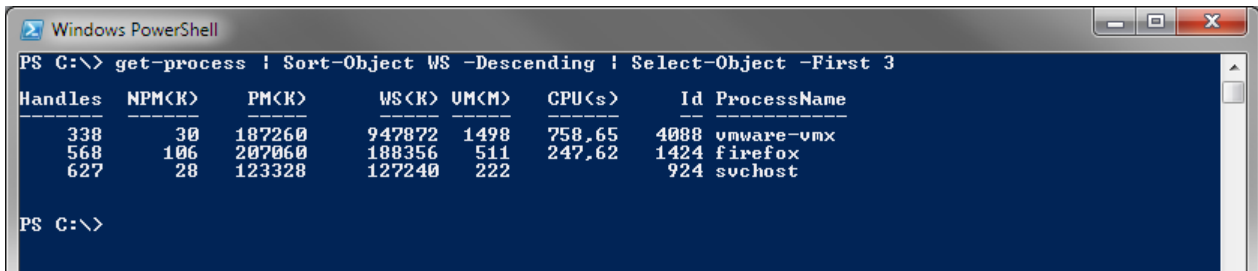 Windows PowerShell
PS C:\> get-process | Sort-Object WS -Descending | Select-Object -First 3
Handles  NPM(K)    PM(K)      WS(K) VM(M)   CPU(s)     Id ProcessName
-------  ------    -----      ----- -----   ------     -- -----------
    338      30   187260     947872  1498   758,65   4088 vmware-vmx
    568     106   207060     188356   511   247,62   1424 firefox
    627      28   123328     127240   222               924 svchost
PS C:\>